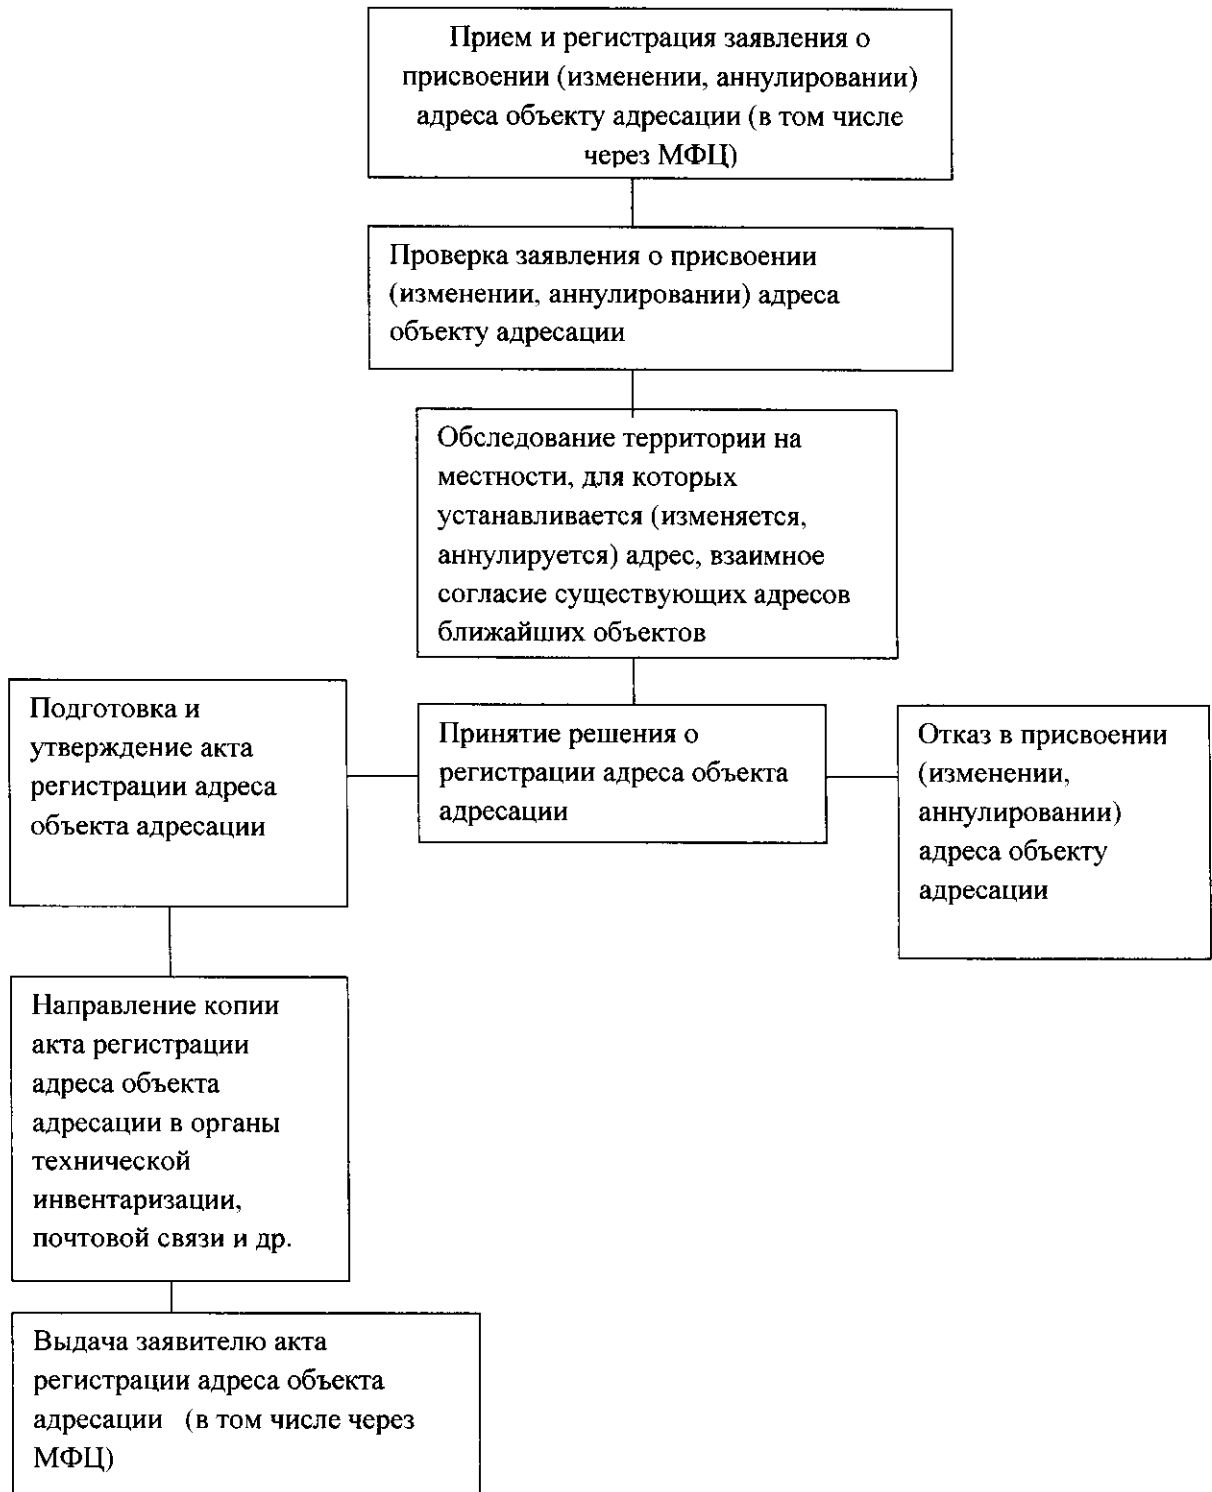 Прием и регистрация заявления о
присвоении (изменении, аннулировании)
адреса объекту адресации (в том числе
через МФЦ)
Проверка заявления о присвоении
(изменении, аннулировании) адреса
объекту адресации
Обследование территории на
местности, для которых
устанавливается (изменяется,
аннулируется) адрес, взаимное
согласие существующих адресов
ближайших объектов
Подготовка и
утверждение акта
регистрации адреса
объекта адресации
Принятие решения о
регистрации адреса объекта
адресации
Отказ в присвоении
(изменении,
аннулировании)
адреса объекту
адресации
Направление копии
акта регистрации
адреса объекта
адресации в органы
технической
инвентаризации,
почтовой связи и др.
Выдача заявителю акта
регистрации адреса объекта
адресации (в том числе через
МФЦ)